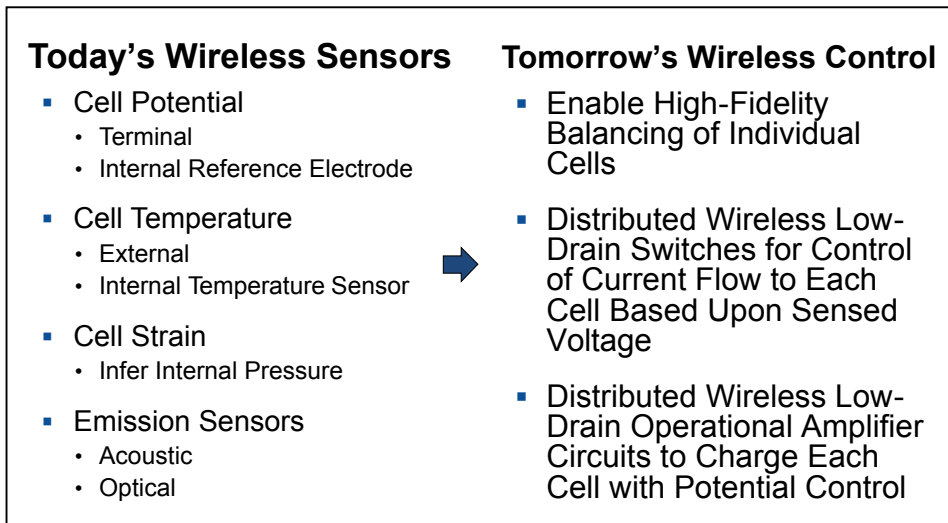 Today’s Wireless Sensors
▪ Cell Potential
• Terminal
• Internal Reference Electrode
▪ Cell Temperature
• External
• Internal Temperature Sensor
▪ Cell Strain
• Infer Internal Pressure
▪ Emission Sensors
• Acoustic
• Optical
Tomorrow’s Wireless Control
▪ Enable High-Fidelity
Balancing of Individual
Cells
▪ Distributed Wireless Low-
Drain Switches for Control
of Current Flow to Each
Cell Based Upon Sensed
Voltage
▪ Distributed Wireless Low-
Drain Operational Amplifier
Circuits to Charge Each
Cell with Potential Control